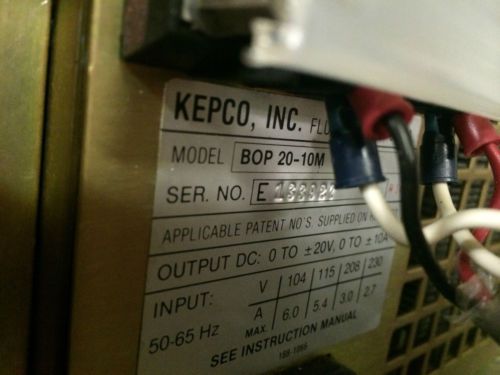 KEPCO, INC. FLU
MODEL BOP 20-10M
SER. NO. E
APPLICABLE PATENT NO'S. SUPPLIED ON
OUTPUT DC: 0 TO ±20V, 0 TO ±10A
INPUT: V 104 115 208 230
50-65 Hz A MAX. 6.0 5.4 3.0 2.7
SEE INSTRUCTION MANUAL